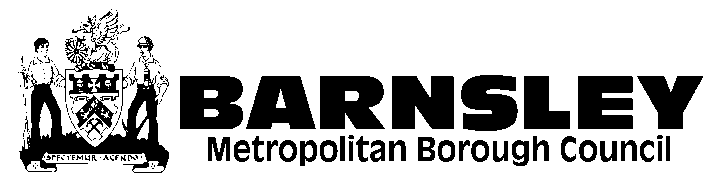 BARNSLEY
Metropolitan Borough Council
SPECTEMUR · AGENDO